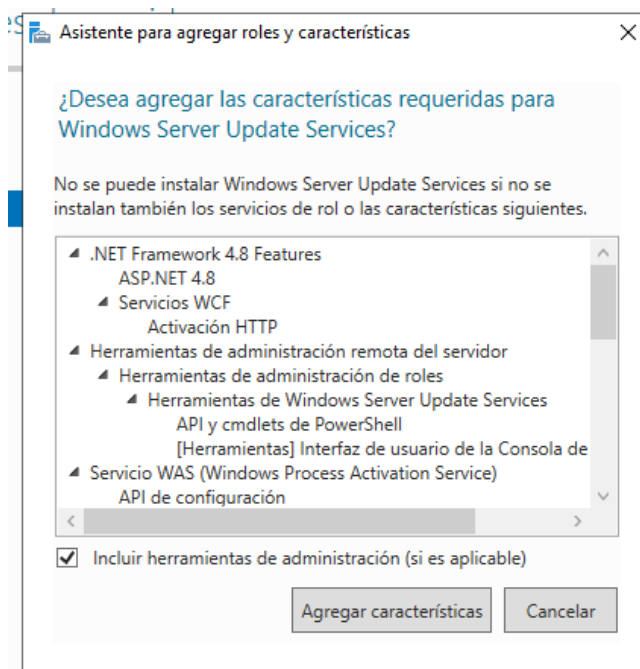 Asistente para agregar roles y características
¿Desea agregar las características requeridas para
Windows Server Update Services?
No se puede instalar Windows Server Update Services si no se
instalan también los servicios de rol o las características siguientes.
.NET Framework 4.8 Features
ASP.NET 4.8
Servicios WCF
Activación HTTP
Herramientas de administración remota del servidor
Herramientas de administración de roles
Herramientas de Windows Server Update Services
API y cmdlets de PowerShell
[Herramientas] Interfaz de usuario de la Consola de
Servicio WAS (Windows Process Activation Service)
API de configuración
Incluir herramientas de administración (si es aplicable)
Agregar características
Cancelar